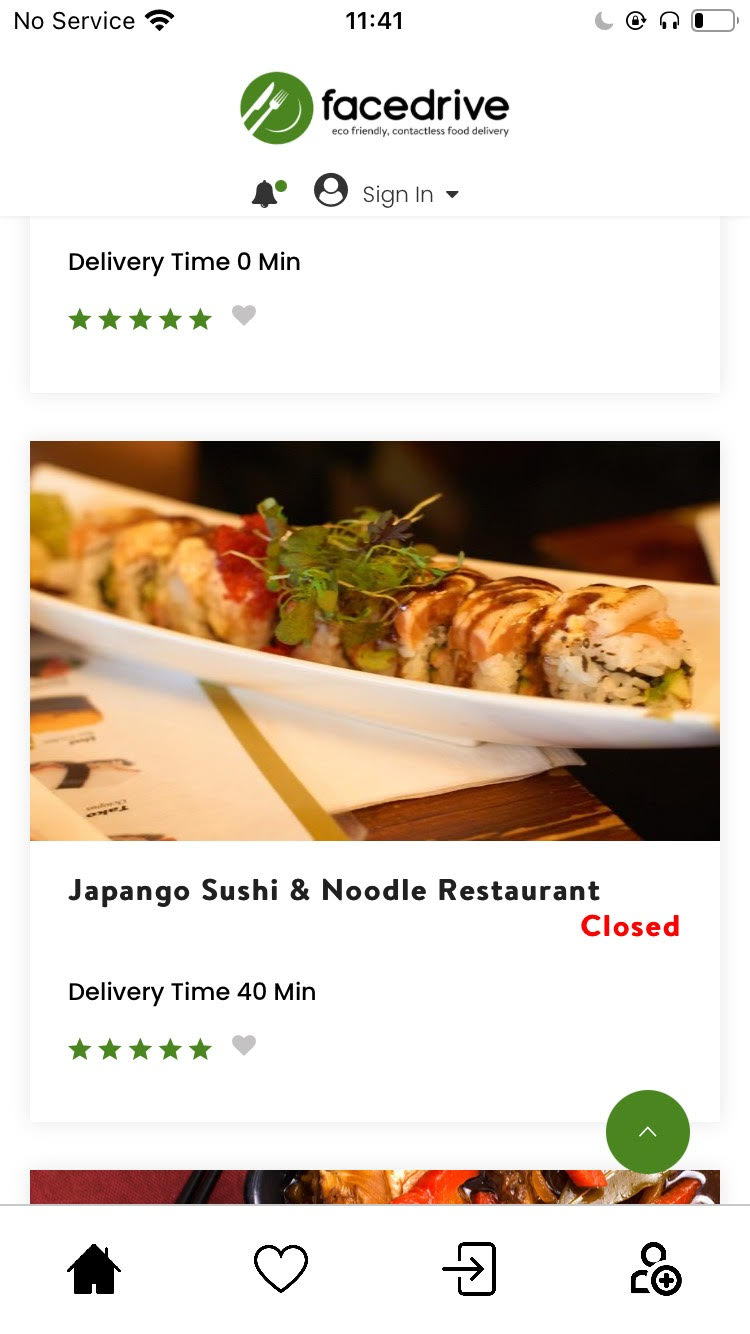 No Service
11:41
facedrive
eco friendly, contactless food delivery
Sign In
Delivery Time 0 Min
Tako
Japango Sushi & Noodle Restaurant
Closed
Delivery Time 40 Min